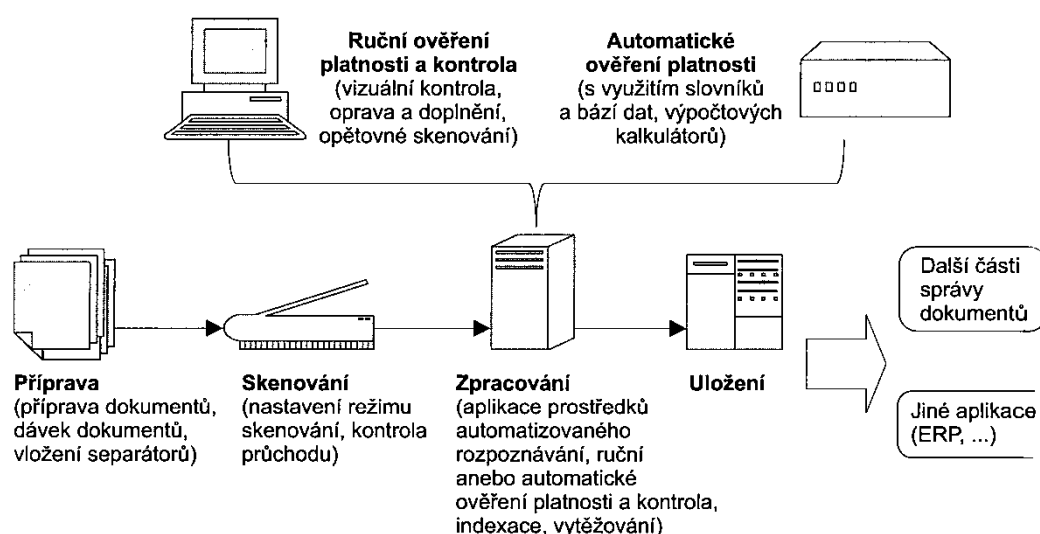 Ruční ověření
platnosti a kontrola
(vizuální kontrola,
oprava a doplnění,
opětovné skenování)
Automatické
ověření platnosti
(s využitím slovníků
a bází dat, výpočtových
kalkulátorů)
Příprava
(příprava dokumentů,
dávek dokumentů,
vložení separátorů)
Skenování
(nastavení režimu
skenování, kontrola
průchodu)
Zpracování
(aplikace prostředků
automatizovaného
rozpoznávání, ruční
anebo automatické
ověření platnosti a kontrola,
indexace, vytěžování)
Uložení
Další části
správy
dokumentů
Jiné aplikace
(ERP, ...)